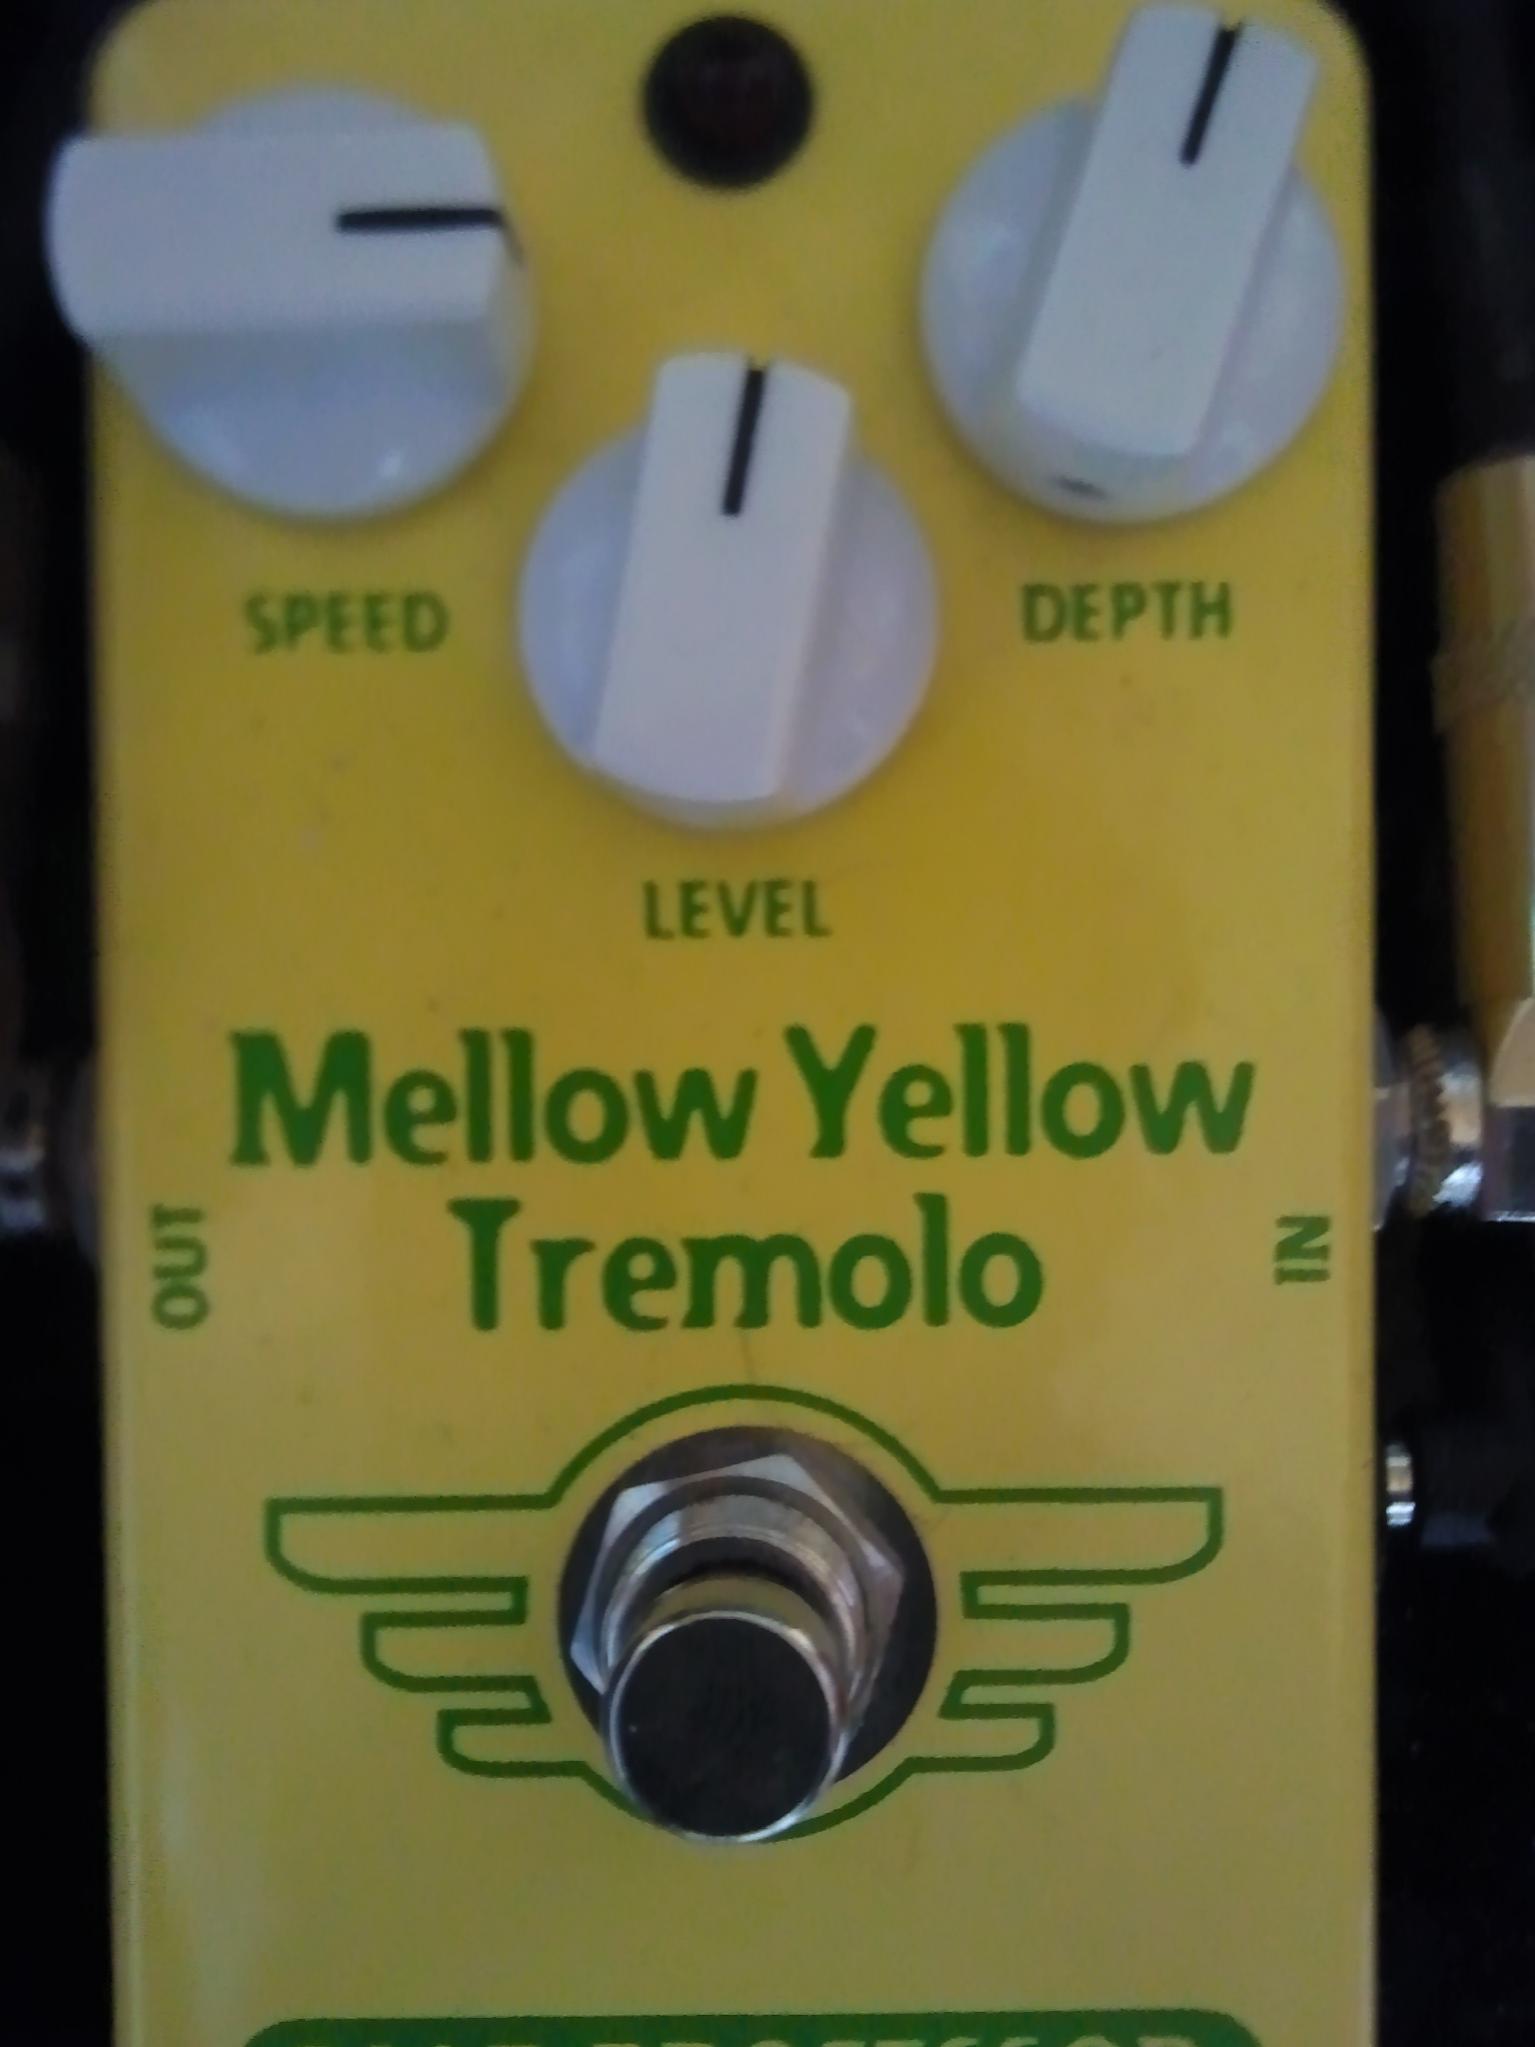 SPEED
DEPTH
LEVEL
Mellow Yellow
Tremolo
OUT
IN